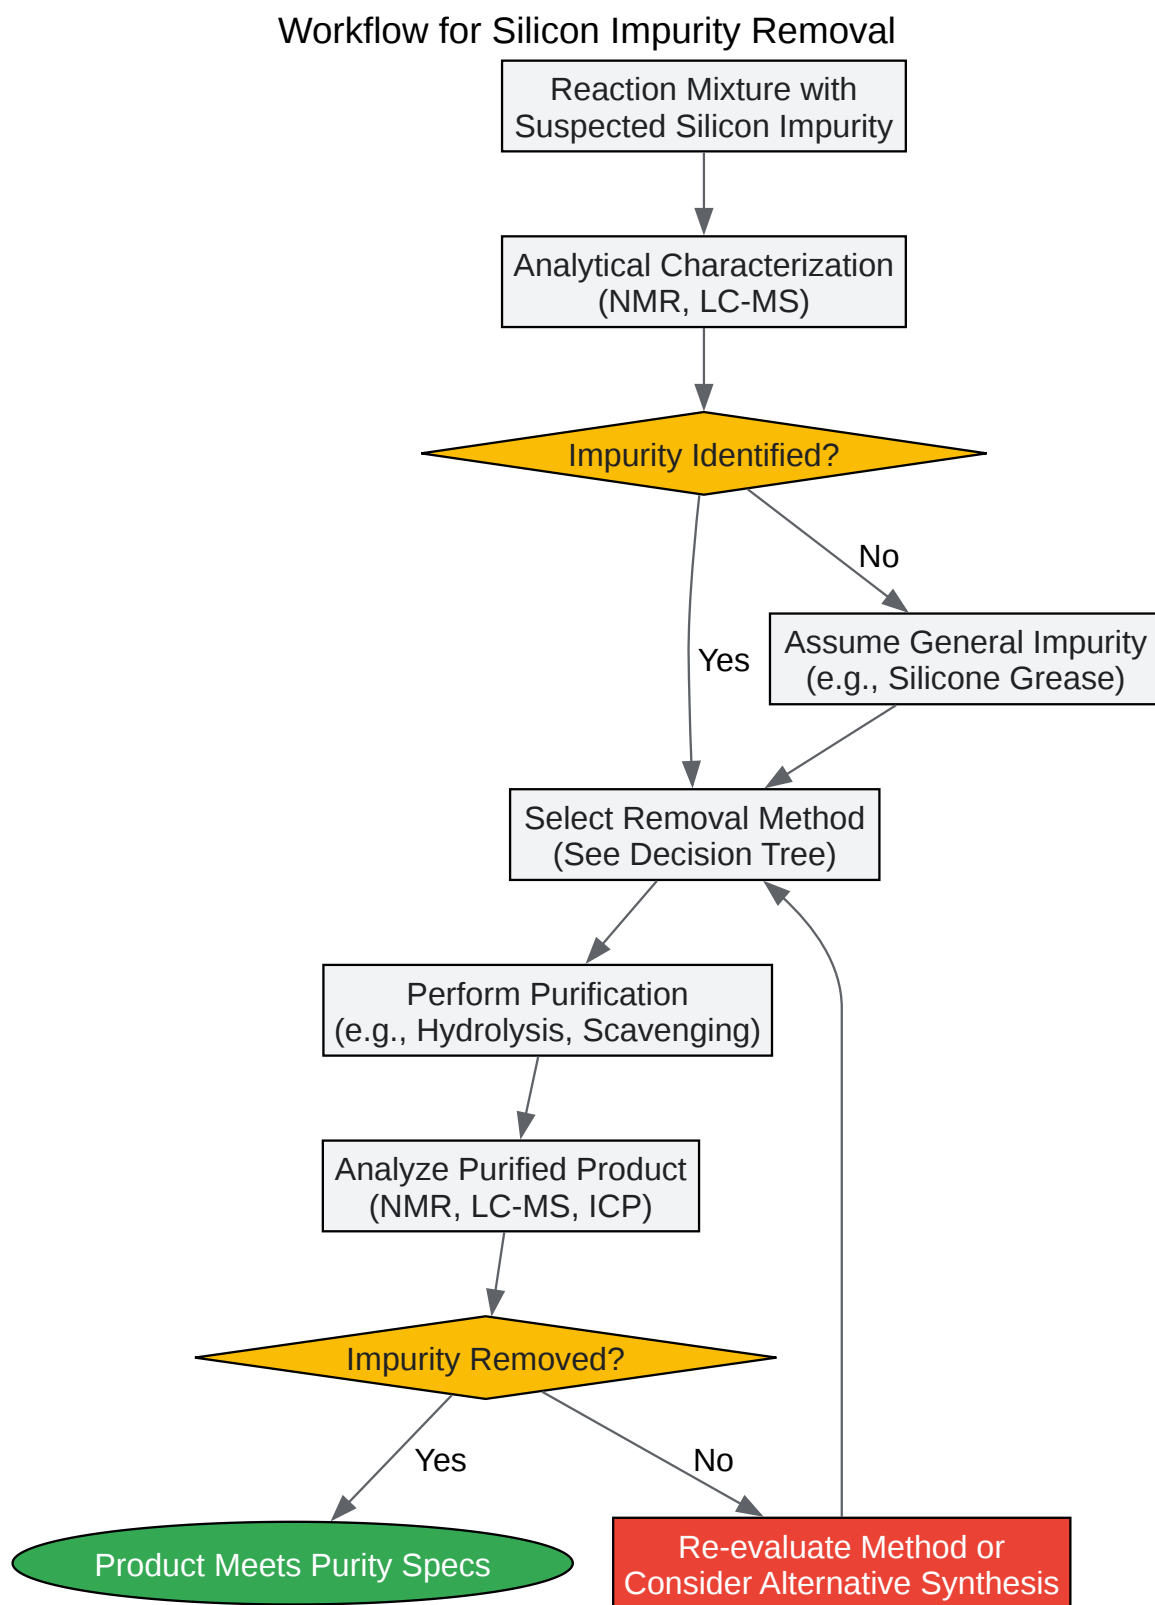 Workflow for Silicon Impurity Removal
Reaction Mixture with
Suspected Silicon Impurity
Analytical Characterization
(NMR, LC-MS)
Impurity Identified?
No
Yes
Assume General Impurity
(e.g., Silicone Grease)
Select Removal Method
(See Decision Tree)
Perform Purification
(e.g., Hydrolysis, Scavenging)
Analyze Purified Product
(NMR, LC-MS, ICP)
Impurity Removed?
Yes
No
Product Meets Purity Specs
Re-evaluate Method or
Consider Alternative Synthesis